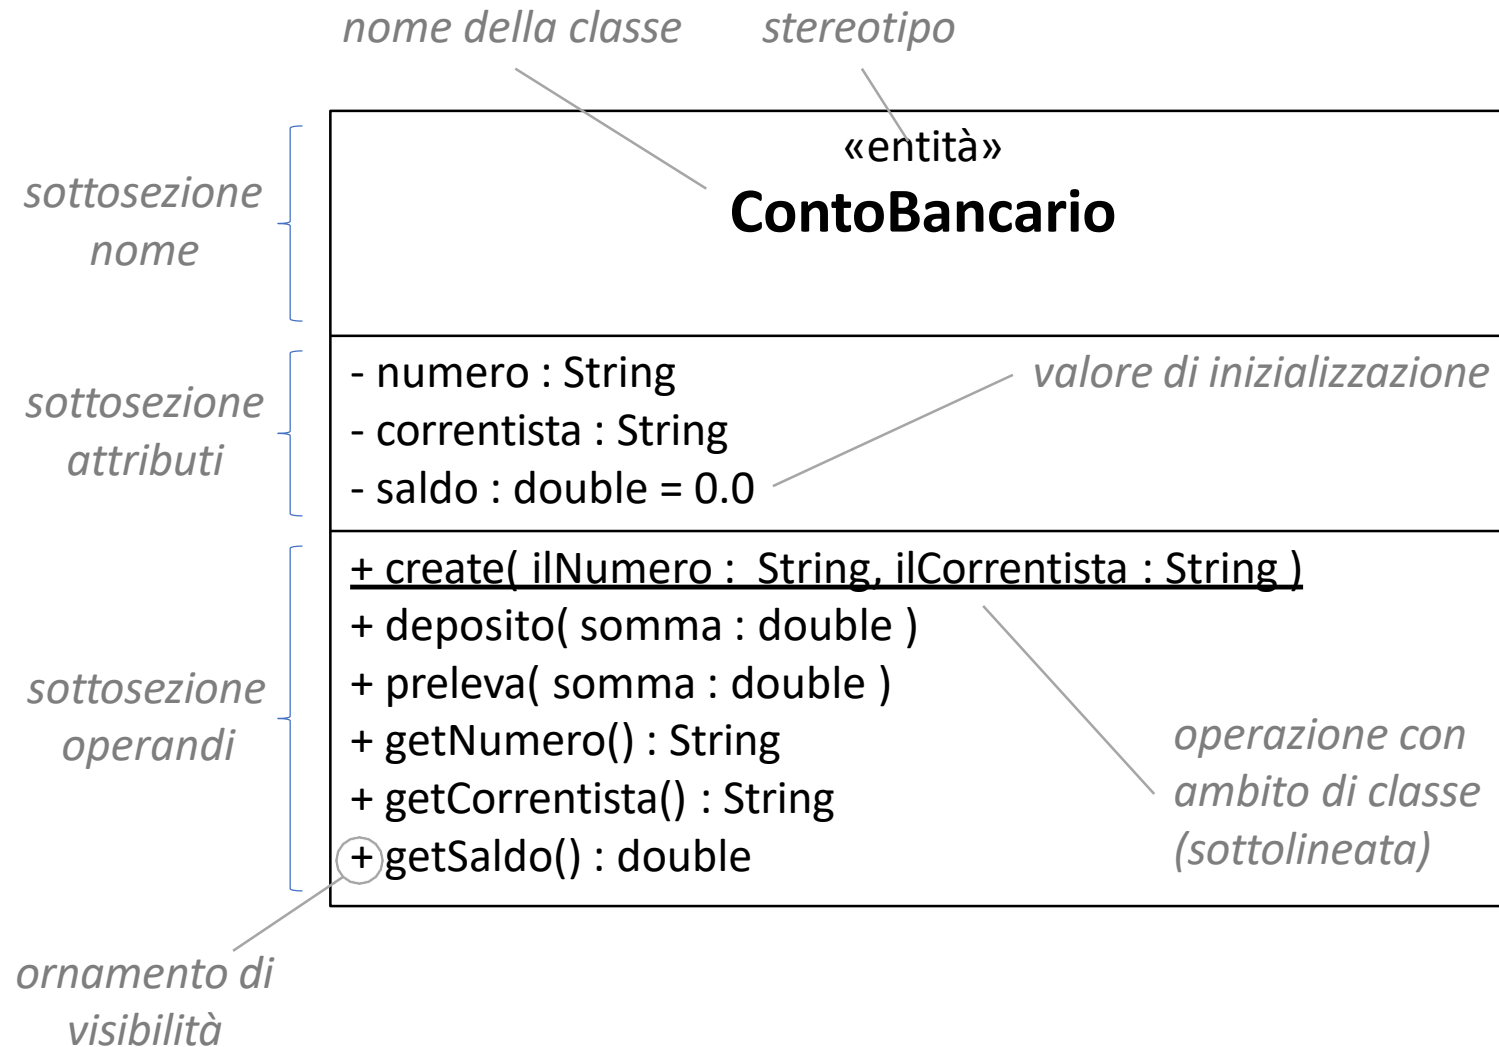 nome della classe
stereotipo
«entità»
ContoBancario
sottosezione
nome
- numero : String
- correntista : String
- saldo : double = 0.0
valore di inizializzazione
sottosezione
attributi
+ create( ilNumero :  String, ilCorrentista : String )
+ deposito( somma : double )
+ preleva( somma : double )
+ getNumero() : String
+ getCorrentista() : String
+ getSaldo() : double
sottosezione
operandi
operazione con
ambito di classe
(sottolineata)
ornamento di
visibilità